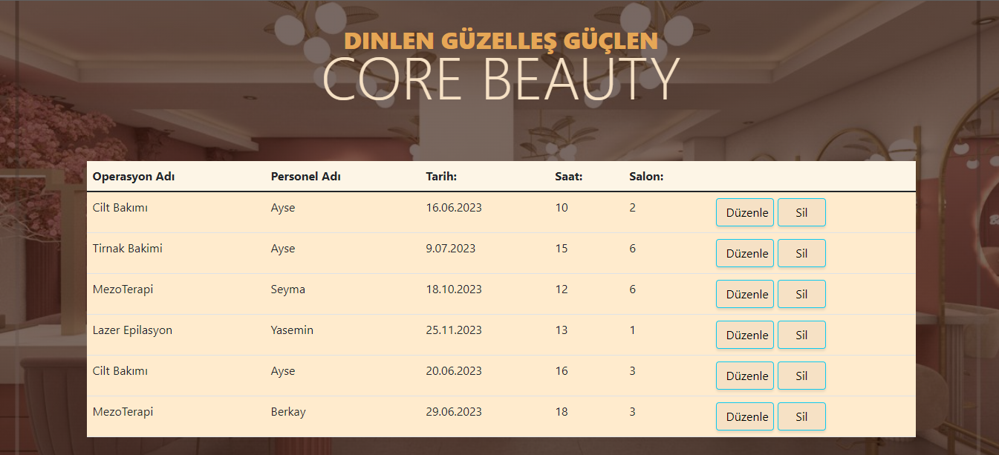 DINLEN GÜZELLEŞ GÜÇLEN
CORE BEAUTY
Operasyon Adı Personel Adı Tarih: Saat: Salon:
Cilt Bakımı Ayse 16.06.2023 10 2 Düzenle Sil
Tirnak Bakimi Ayse 9.07.2023 15 6 Düzenle Sil
MezoTerapi Seyma 18.10.2023 12 6 Düzenle Sil
Lazer Epilasyon Yasemin 25.11.2023 13 1 Düzenle Sil
Cilt Bakımı Ayse 20.06.2023 16 3 Düzenle Sil
MezoTerapi Berkay 29.06.2023 18 3 Düzenle Sil